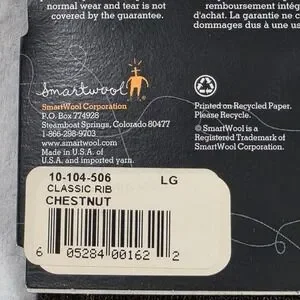 normal wear and tear is not
covered by the guarantee.
remboursement intég
d'achat. La garantie ne c
dommages dus à une us
Smartwool
SmartWool Corporation
P.O. Box 774928
Steamboat Springs, Colorado 80477
1-866-298-9703
www.smartwool.com
Made in U.S.A. of
U.S.A. and imported yarn.
Printed on Recycled Paper.
Please Recycle.
© SmartWool is a
Registered Trademark of
SmartWool Corporation.
10-104-506 LG
CLASSIC RIB
CHESTNUT
6 05284 00162 2